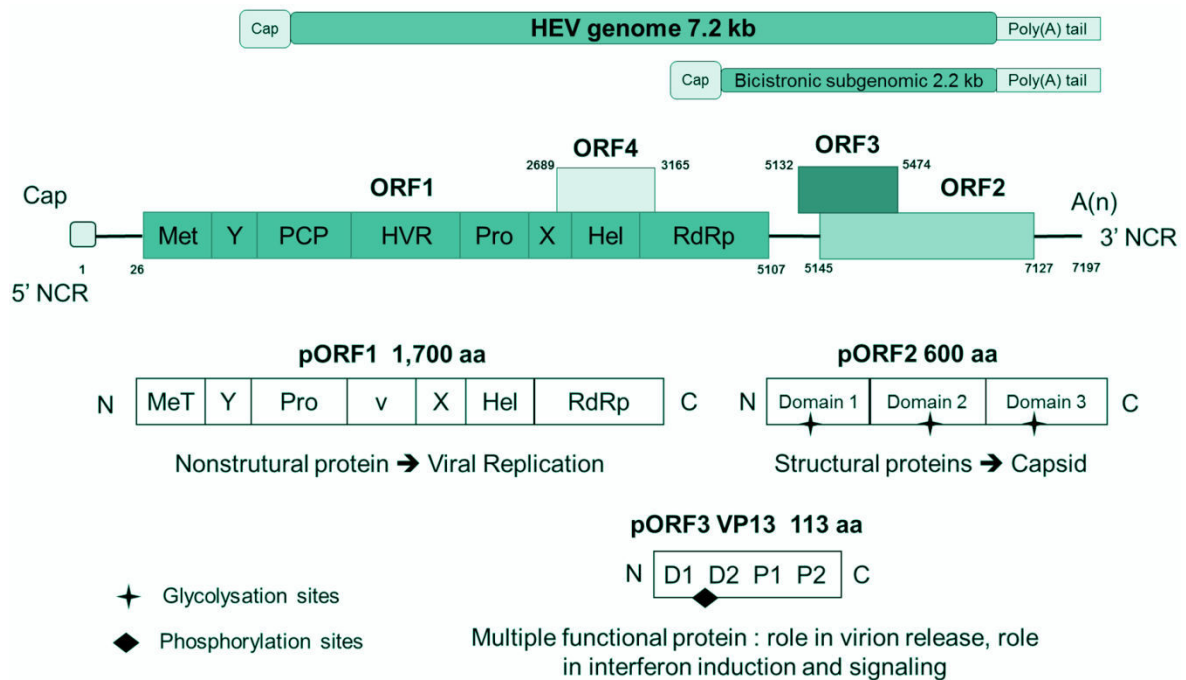 Cap HEV genome 7.2 kb Poly(A) tail
Cap Bicistronic subgenomic 2.2 kb Poly(A) tail
ORF4 ORF3
2689 3165 5132 5474
Cap ORF1 ORF2 A(n)
Met Y PCP HVR Pro X Hel RdRp 3’ NCR
1 26 5107 5145 7127 7197
5’ NCR
pORF1 1,700 aa
N MeT Y Pro v X Hel RdRp C
Nonstrutural protein ➔ Viral Replication
pORF2 600 aa
N Domain 1 Domain 2 Domain 3 C
Structural proteins ➔ Capsid
pORF3 VP13 113 aa
N D1 D2 P1 P2 C
Glycolysation sites
Phosphorylation sites
Multiple functional protein : role in virion release, role
in interferon induction and signaling